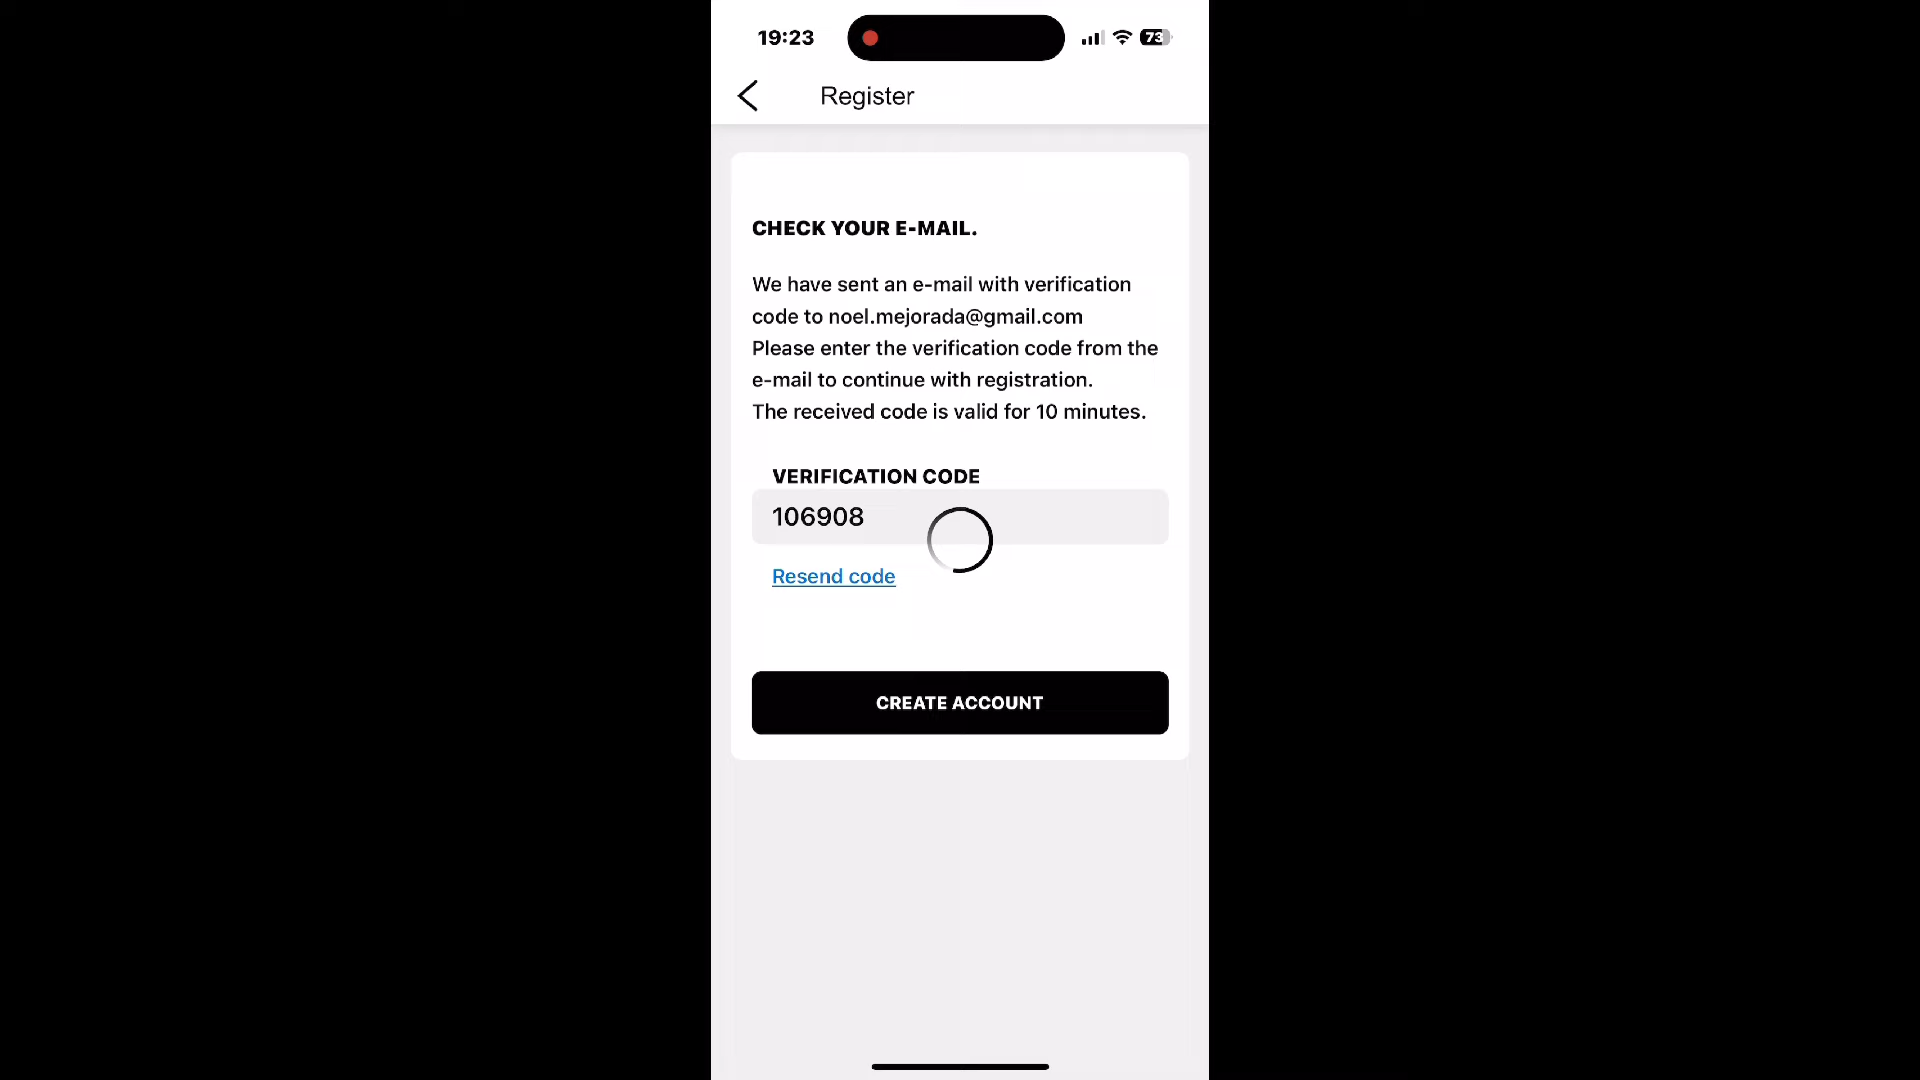 19:23
73
Register
CHECK YOUR E-MAIL.
We have sent an e-mail with verification
code to noel.mejorada@gmail.com
Please enter the verification code from the
e-mail to continue with registration.
The received code is valid for 10 minutes.
VERIFICATION CODE
106908
Resend code
CREATE ACCOUNT